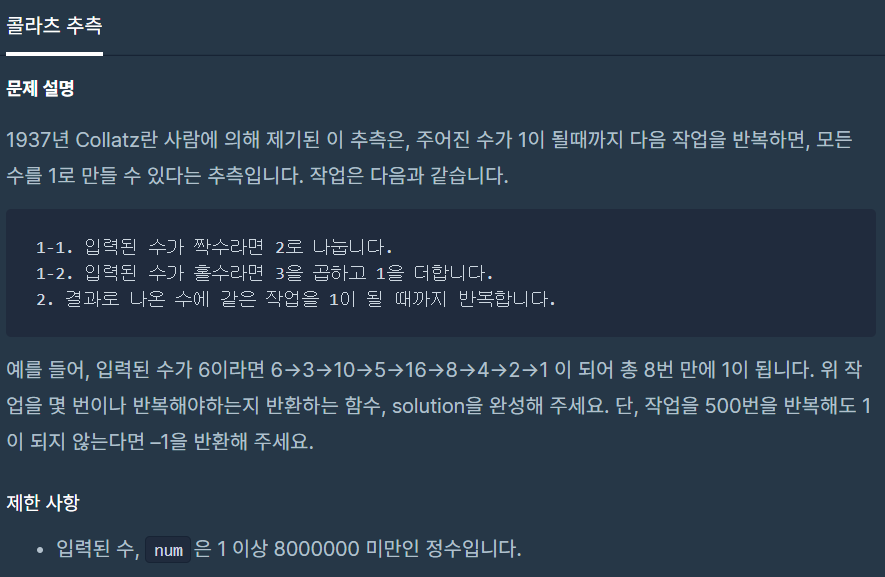 콜라츠 추측
문제 설명
1937년 Collatz란 사람에 의해 제기된 이 추측은, 주어진 수가 1이 될때까지 다음 작업을 반복하면, 모든
수를 1로 만들 수 있다는 추측입니다. 작업은 다음과 같습니다.
1-1. 입력된 수가 짝수라면 2로 나눕니다.
1-2. 입력된 수가 홀수라면 3을 곱하고 1을 더합니다.
2. 결과로 나온 수에 같은 작업을 1이 될 때까지 반복합니다.
예를 들어, 입력된 수가 6이라면 6→3→10→5→16→8→4→2→1 이 되어 총 8번 만에 1이 됩니다. 위 작
업을 몇 번이나 반복해야하는지 반환하는 함수, solution을 완성해 주세요. 단, 작업을 500번을 반복해도 1
이 되지 않는다면 –1을 반환해 주세요.
제한 사항
• 입력된 수, num 은 1 이상 8000000 미만인 정수입니다.